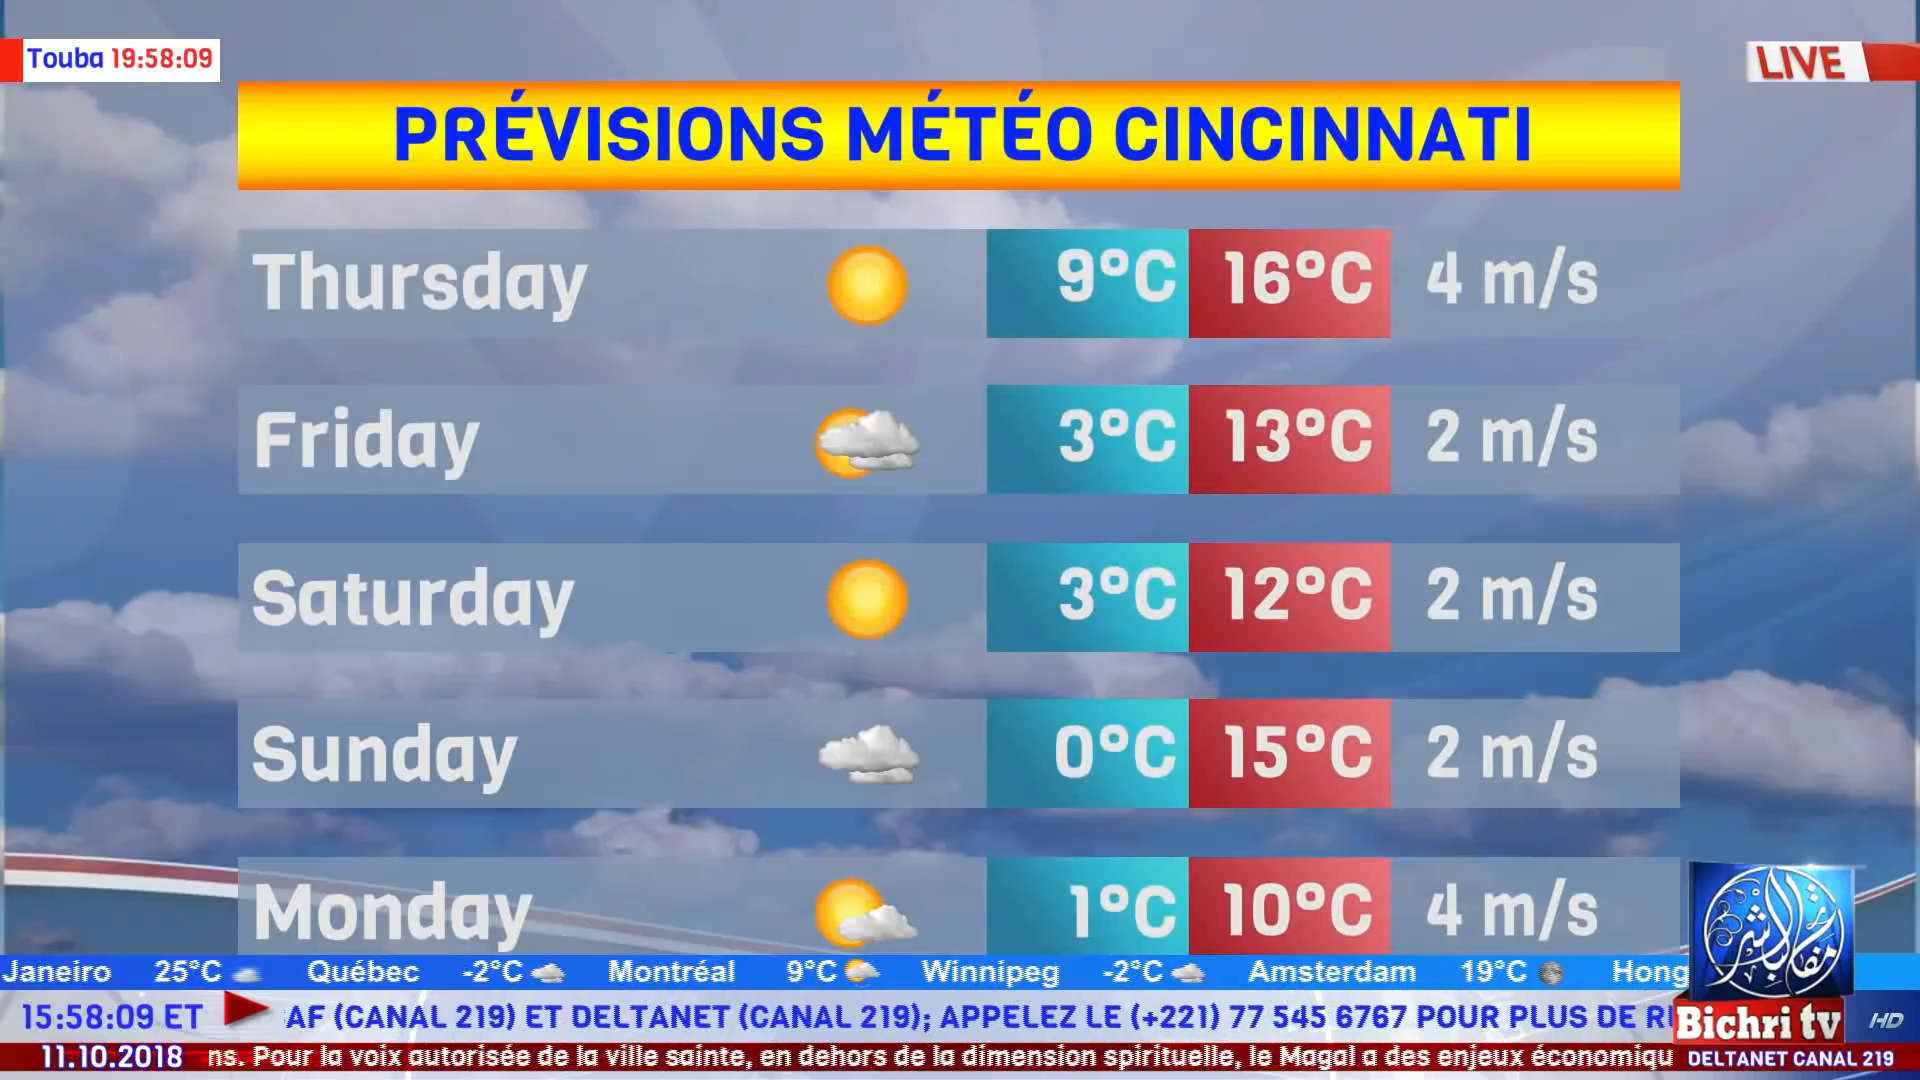 Touba 19:58:09
LIVE
PRÉVISIONS MÉTÉO CINCINNATI
Thursday 9°C 16°C 4 m/s
Friday 3°C 13°C 2 m/s
Saturday 3°C 12°C 2 m/s
Sunday 0°C 15°C 2 m/s
Monday 1°C 10°C 4 m/s
Janeiro 25°C Québec -2°C Montréal 9°C Winnipeg -2°C Amsterdam 19°C Hong
15:58:09 ET AF (CANAL 219) ET DELTANET (CANAL 219); APPELEZ LE (+221) 77 545 6767 POUR PLUS DE
Bichri tv HD
11.10.2018 ns. Pour la voix autorisée de la ville sainte, en dehors de la dimension spirituelle, le Magal a des enjeux économiqu
DELTANET CANAL 219